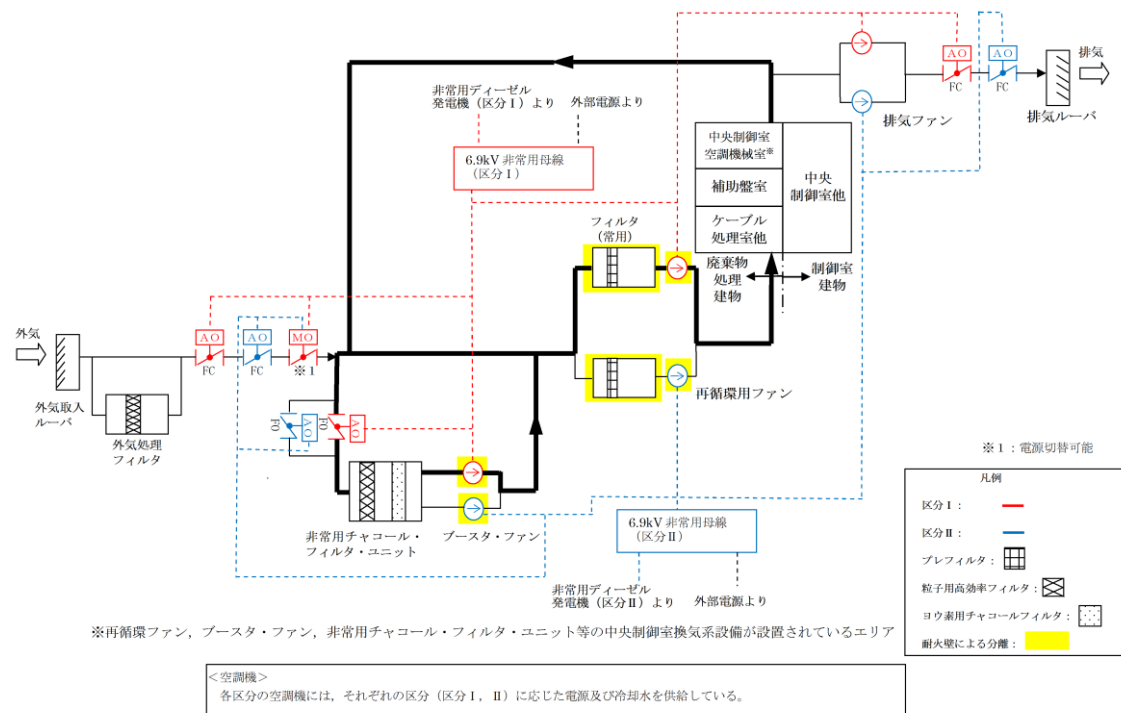 非常用ディーゼル
発電機（区分Ⅰ）より
外部電源より
6.9kV 非常用母線
（区分Ⅰ）
中央制御室
空調機械室※
補助盤室
ケーブル
処理室他
中央
制御室他
廃棄物
処理
建物
制御室
建物
AO
FC
AO
FC
排気
排気ファン
排気ルーバ
フィルタ
（常用）
再循環用ファン
外気
外気取入
ルーバ
外気処理
フィルタ
AO
FC
AO
FC
MO
※1
FO
AO
FO
AO
非常用チャコール・
フィルタ・ユニット
ブースタ・ファン
6.9kV 非常用母線
（区分Ⅱ）
非常用ディーゼル
発電機（区分Ⅱ）より
外部電源より
※1：電源切替可能
凡例
区分Ⅰ：
区分Ⅱ：
プレフィルタ：
粒子用高効率フィルタ：
ヨウ素用チャコールフィルタ：
耐火壁による分離：
※再循環ファン，ブースタ・ファン，非常用チャコール・フィルタ・ユニット等の中央制御室換気系設備が設置されているエリア
＜空調機＞
各区分の空調機には，それぞれの区分（区分Ⅰ，Ⅱ）に応じた電源及び冷却水を供給している。